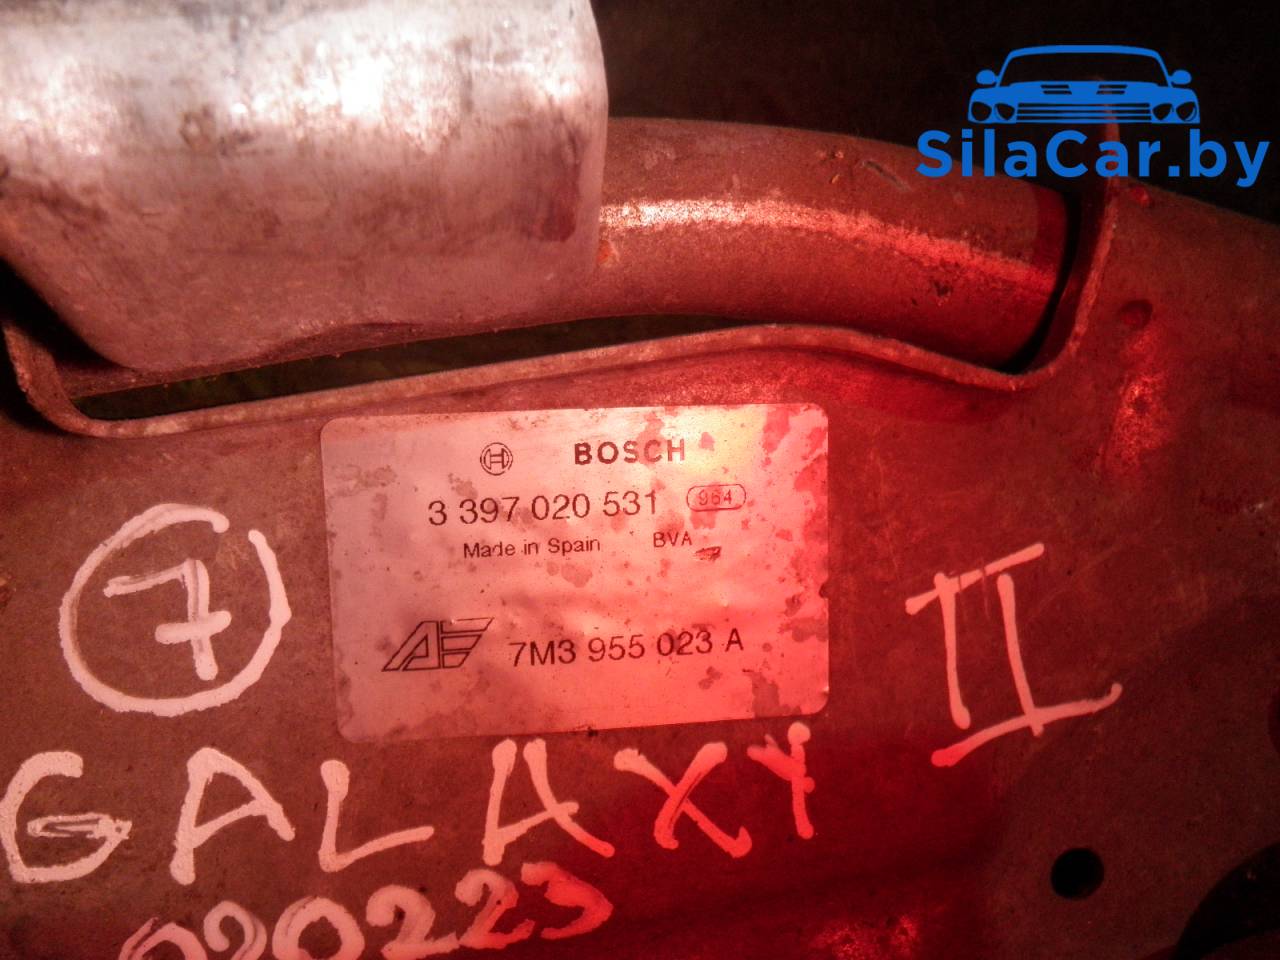 SilaCar.by
BOSCH
3 397 020 531 964
Made in Spain BVA
7M3 955 023 A
7
II
GALAXY
020223